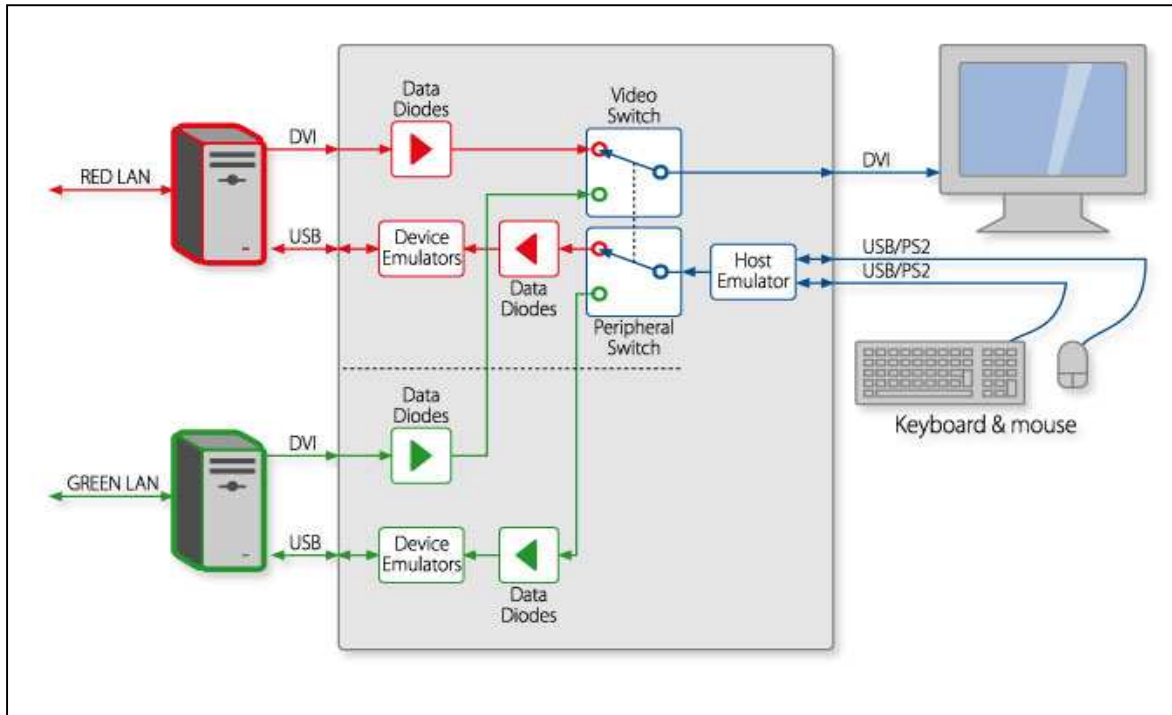 Data
Diodes
Video
Switch
DVI
DVI
RED LAN
USB
Device
Emulators
Data
Diodes
Host
Emulator
USB/PS2
USB/PS2
Peripheral
Switch
Data
Diodes
Keyboard & mouse
DVI
GREEN LAN
USB
Device
Emulators
Data
Diodes